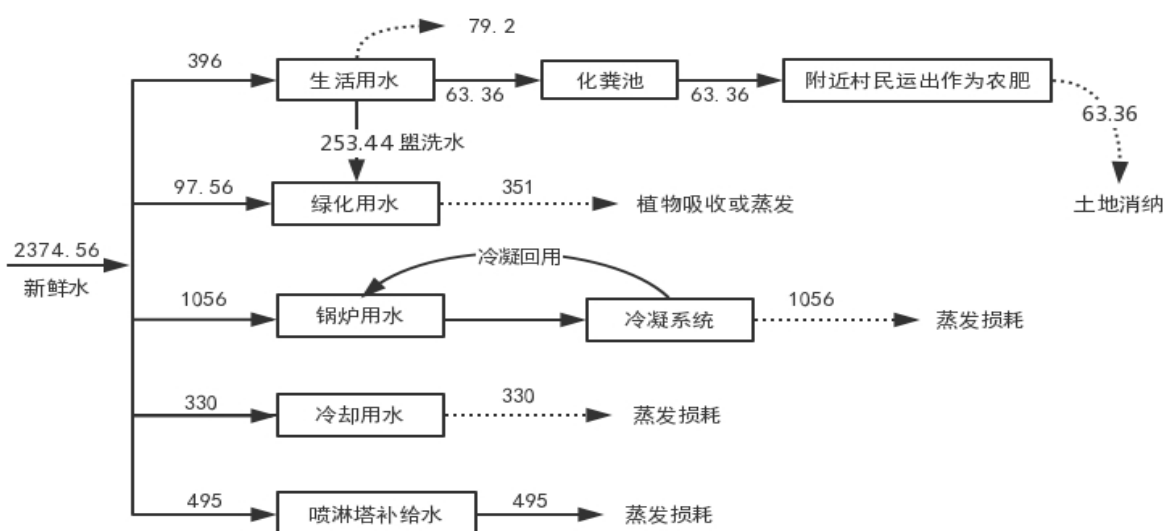 79.2
396
生活用水
63.36
化粪池
63.36
附近村民运出作为农肥
63.36
253.44 盟洗水
97.56
绿化用水
351
植物吸收或蒸发
土地消纳
2374.56
新鲜水
冷凝回用
1056
锅炉用水
冷凝系统
1056
蒸发损耗
330
冷却用水
330
蒸发损耗
495
喷淋塔补给水
495
蒸发损耗